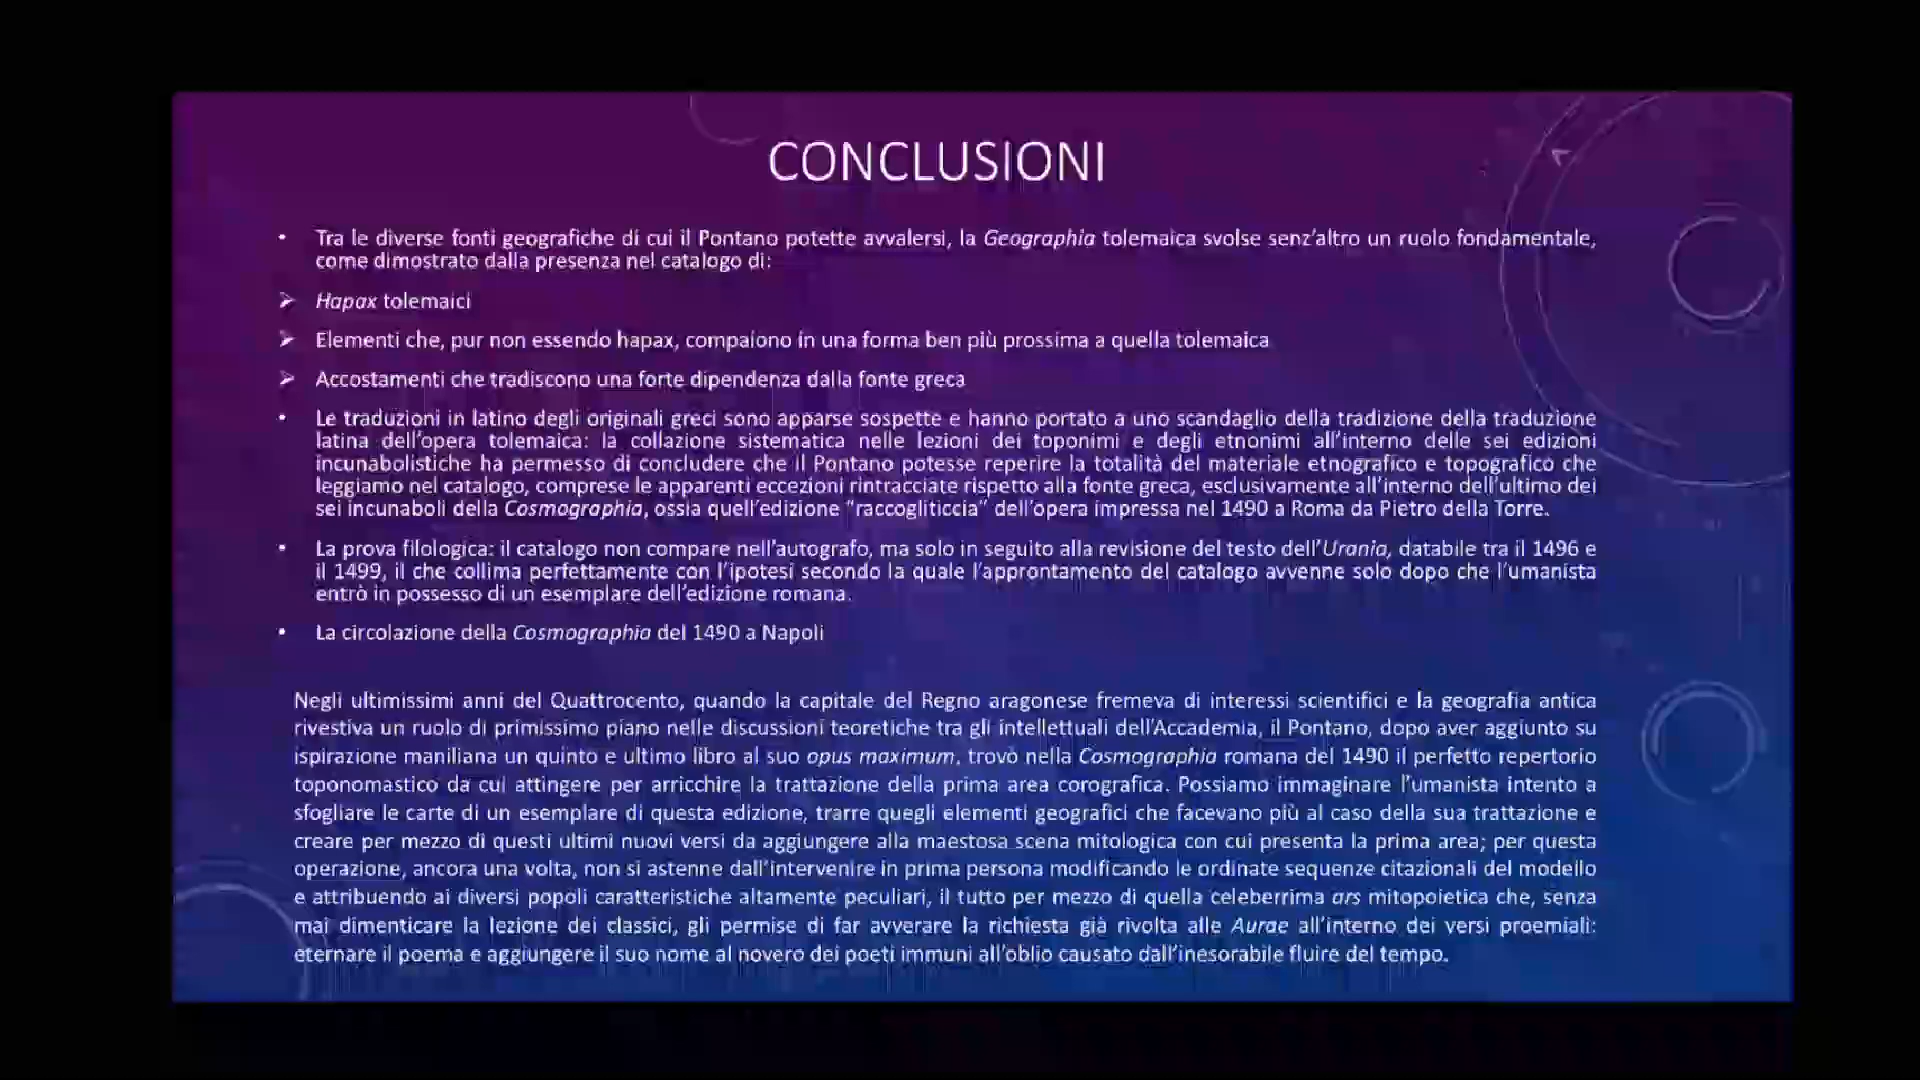 CONCLUSIONI
• Tra le diverse fonti geografiche di cui il Pontano potette avvalersi, la Geographia tolemaica svolse senz'altro un ruolo fondamentale,
come dimostrato dalla presenza nel catalogo di:
➢ Hapax tolemaici
➢ Elementi che, pur non essendo hapax, compaiono in una forma ben più prossima a quella tolemaica
➢ Accostamenti che tradiscono una forte dipendenza dalla fonte greca
• Le traduzioni in latino degli originali greci sono apparse sospette e hanno portato a uno scandaglio della tradizione della traduzione
latina dell'opera tolemaica: la collazione sistematica nelle lezioni dei toponimi e degli etnonimi all'interno delle sei edizioni
incunabolistiche ha permesso di concludere che il Pontano potesse reperire la totalità del materiale etnografico e topografico che
leggiamo nel catalogo, comprese le apparenti eccezioni rintracciate rispetto alla fonte greca, esclusivamente all'interno dell'ultimo dei
sei incunaboli della Cosmographia, ossia quell'edizione "raccogliticcia" dell'opera impressa nel 1490 a Roma da Pietro della Torre.
• La prova filologica: il catalogo non compare nell'autografo, ma solo in seguito alla revisione del testo dell'Urania, databile tra il 1496 e
il 1499, il che collima perfettamente con l'ipotesi secondo la quale l'approntamento del catalogo avvenne solo dopo che l'umanista
entrò in possesso di un esemplare dell'edizione romana.
• La circolazione della Cosmographia del 1490 a Napoli
Negli ultimissimi anni del Quattrocento, quando la capitale del Regno aragonese fremeva di interessi scientifici e la geografia antica
rivestiva un ruolo di primissimo piano nelle discussioni teoretiche tra gli intellettuali dell'Accademia, il Pontano, dopo aver aggiunto su
ispirazione maniliana un quinto e ultimo libro al suo opus maximum, trovò nella Cosmographia romana del 1490 il perfetto repertorio
toponomastico da cui attingere per arricchire la trattazione della prima area corografica. Possiamo immaginare l'umanista intento a
sfogliare le carte di un esemplare di questa edizione, trarre quegli elementi geografici che facevano più al caso della sua trattazione e
creare per mezzo di questi ultimi nuovi versi da aggiungere alla maestosa scena mitologica con cui presenta la prima area; per questa
operazione, ancora una volta, non si astenne dall'intervenire in prima persona modificando le ordinate sequenze citazionali del modello
e attribuendo ai diversi popoli caratteristiche altamente peculiari, il tutto per mezzo di quella celeberrima ars mitopoietica che, senza
mai dimenticare la lezione dei classici, gli permise di far avverare la richiesta già rivolta alle Aurae all'interno dei versi proemiali:
eternare il poema e aggiungere il suo nome al novero dei poeti immuni all'oblio causato dall'inesorabile fluire del tempo.